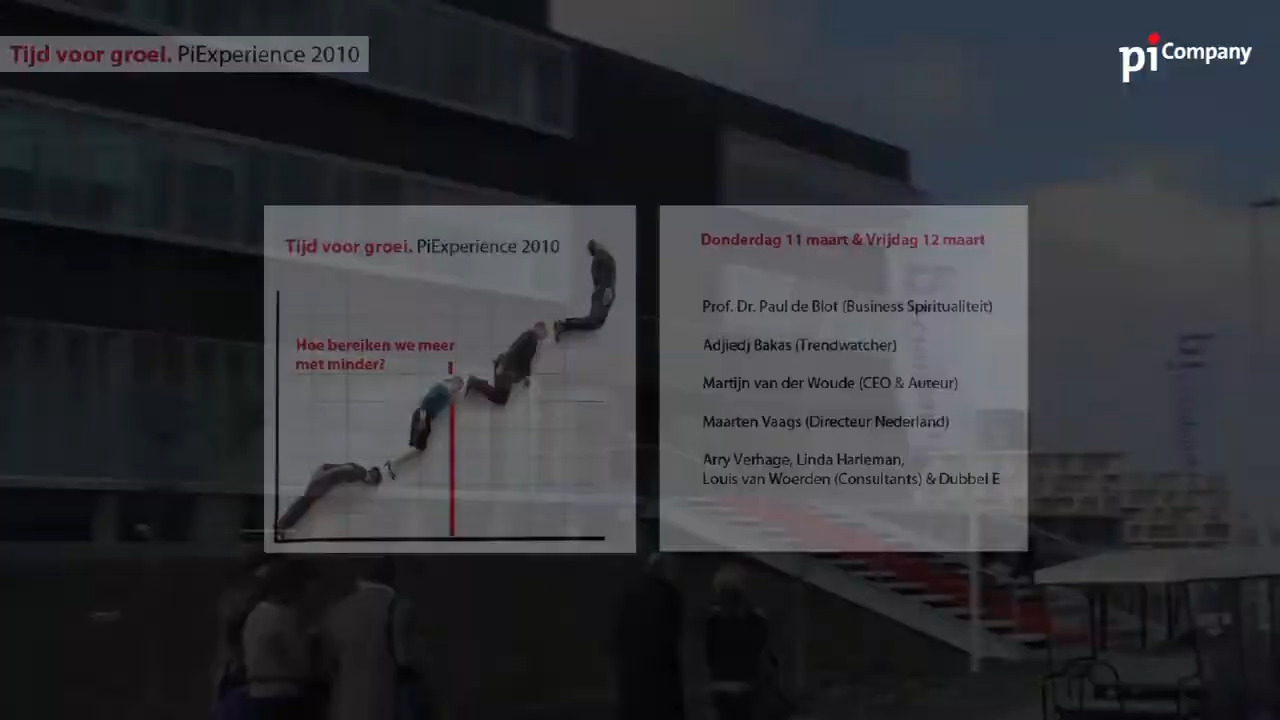 Tijd voor groei. PiExperience 2010
pi Company
Tijd voor groei. PiExperience 2010
Hoe bereiken we meer
met minder?
Donderdag 11 maart & Vrijdag 12 maart
Prof. Dr. Paul de Blot (Business Spiritualiteit)
Adjiedj Bakas (Trendwatcher)
Martijn van der Woude (CEO & Auteur)
Maarten Vaags (Directeur Nederland)
Arry Verhage, Linda Harleman,
Louis van Woerden (Consultants) & Dubbel E